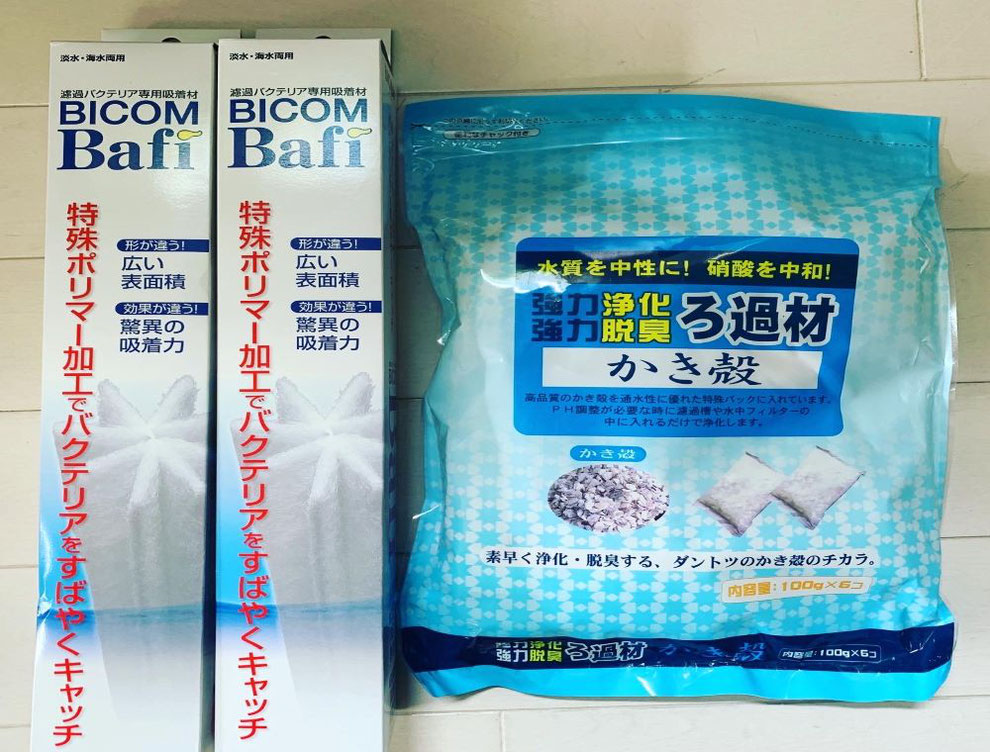 淡水・海水両用
濾過バクテリア専用吸着材
BICOM
Bafi
特殊ポリマー加工でバクテリアをすばやくキャッチ
形が違う!
広い
表面積
効果が違う!
驚異の
吸着力
淡水・海水両用
濾過バクテリア専用吸着材
BICOM
Bafi
特殊ポリマー加工でバクテリアをすばやくキャッチ
形が違う!
広い
表面積
効果が違う!
驚異の
吸着力
便利なチャック付き
水質を中性に! 硝酸を中和!
強力浄化
強力脱臭
ろ過材
かき殻
高品質のかき殻を通水性に優れた特殊パックに入れています。
PH調整が必要な時に濾過槽や水中フィルターの
中に入れるだけで浄化します。
かき殻
素早く浄化・脱臭する、ダントツのかき殻のチカラ。
内容量:100g×6コ
強力浄化
強力脱臭
ろ過材 かき殻
内容量:100g×6コ